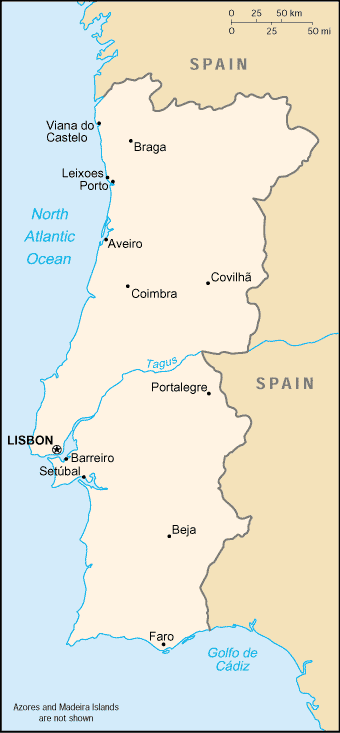 0 25 50 km
0 25 50 mi
SPAIN
Viana do
Castelo
Braga
Leixoes
Porto
North
Atlantic
Ocean
Aveiro
Covilhã
Coimbra
Tagus
SPAIN
Portalegre
LISBON
Barreiro
Setúbal
Beja
Faro
Golfo de
Cádiz
Azores and Madeira Islands
are not shown